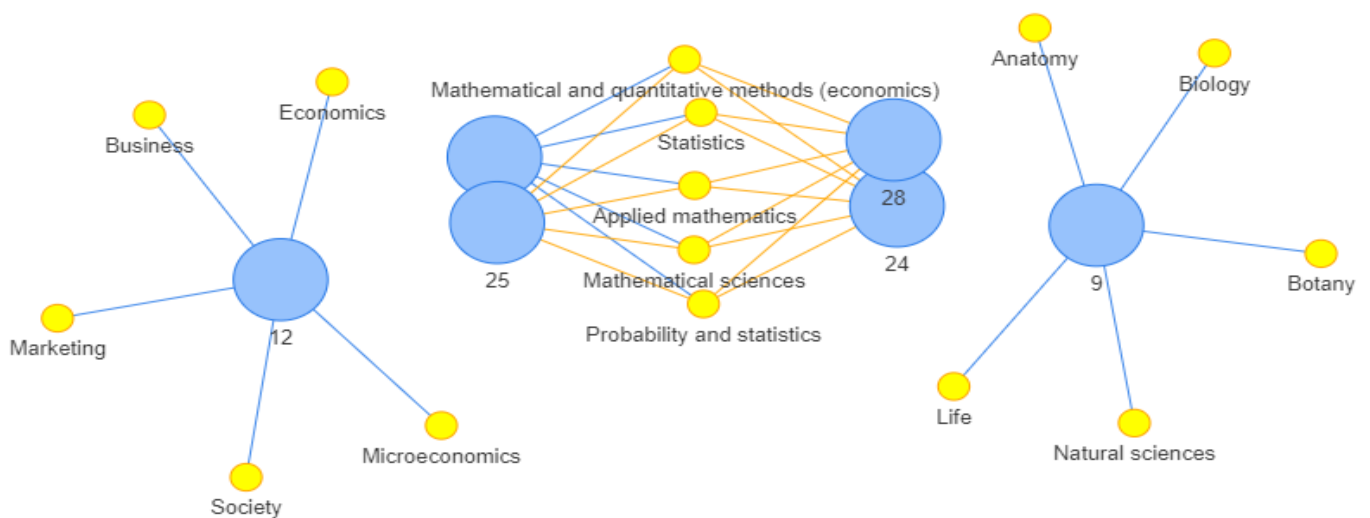 Economics
Business
12
Marketing
Microeconomics
Society
Mathematical and quantitative methods (economics)
Statistics
Applied mathematics
Mathematical sciences
Probability and statistics
25
28
24
Anatomy
Biology
9
Botany
Life
Natural sciences